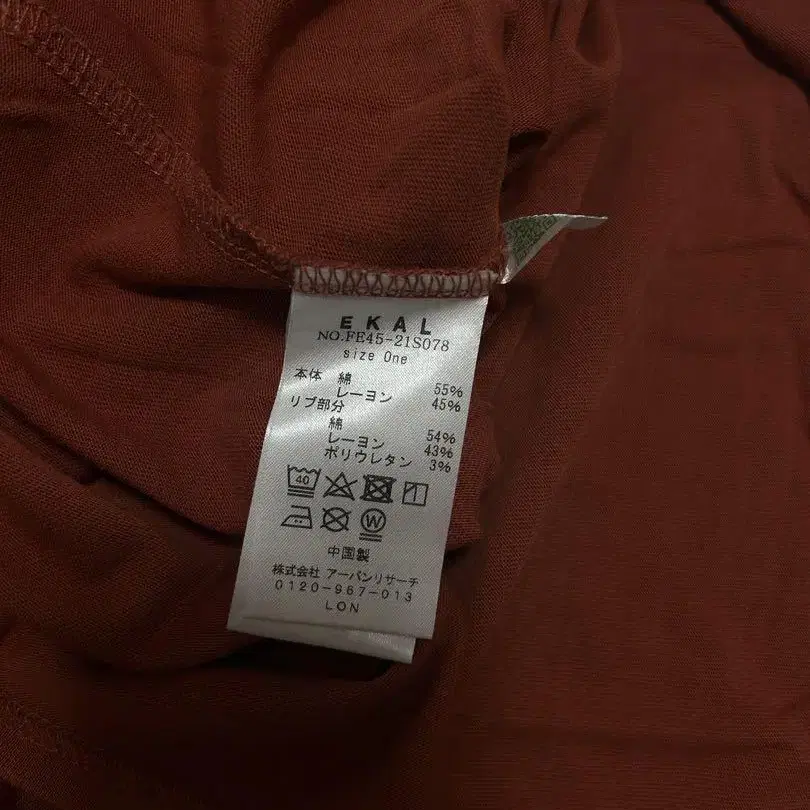 EKAL
NO.FE45-21S078
size One
本体 綿 55%
レーヨン 45%
リブ部分
綿 54%
レーヨン 43%
ポリウレタン 3%
40
W
中国製
株式会社 アーバンリサーチ
0120-967-013
LON